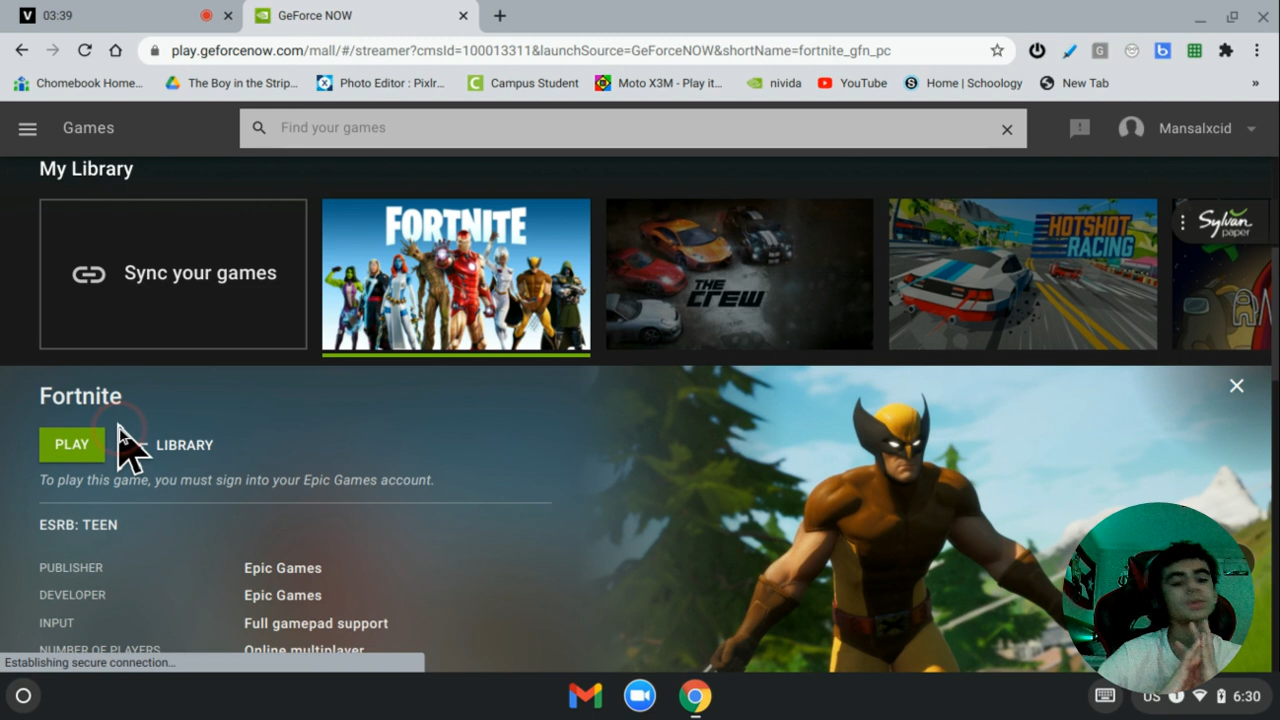 03:39
GeForce NOW
play.geforcenow.com/mall/#/streamer?cmsId=100013311&launchSource=GeForceNOW&shortName=fortnite_gfn_pc
Chomebook Home...
The Boy in the Strip...
Photo Editor : Pixlr...
Campus Student
Moto X3M - Play it...
nivida
YouTube
Home | Schoology
New Tab
»
Games
Find your games
Mansalxcid
My Library
Sync your games
FORTNITE
THE CREW
HOTSHOT RACING
Sylvan paper
Fortnite
PLAY
LIBRARY
To play this game, you must sign into your Epic Games account.
ESRB: TEEN
PUBLISHER Epic Games
DEVELOPER Epic Games
INPUT Full gamepad support
NUMBER OF PLAYERS Online multiplayer
Establishing secure connection...
US
6:30